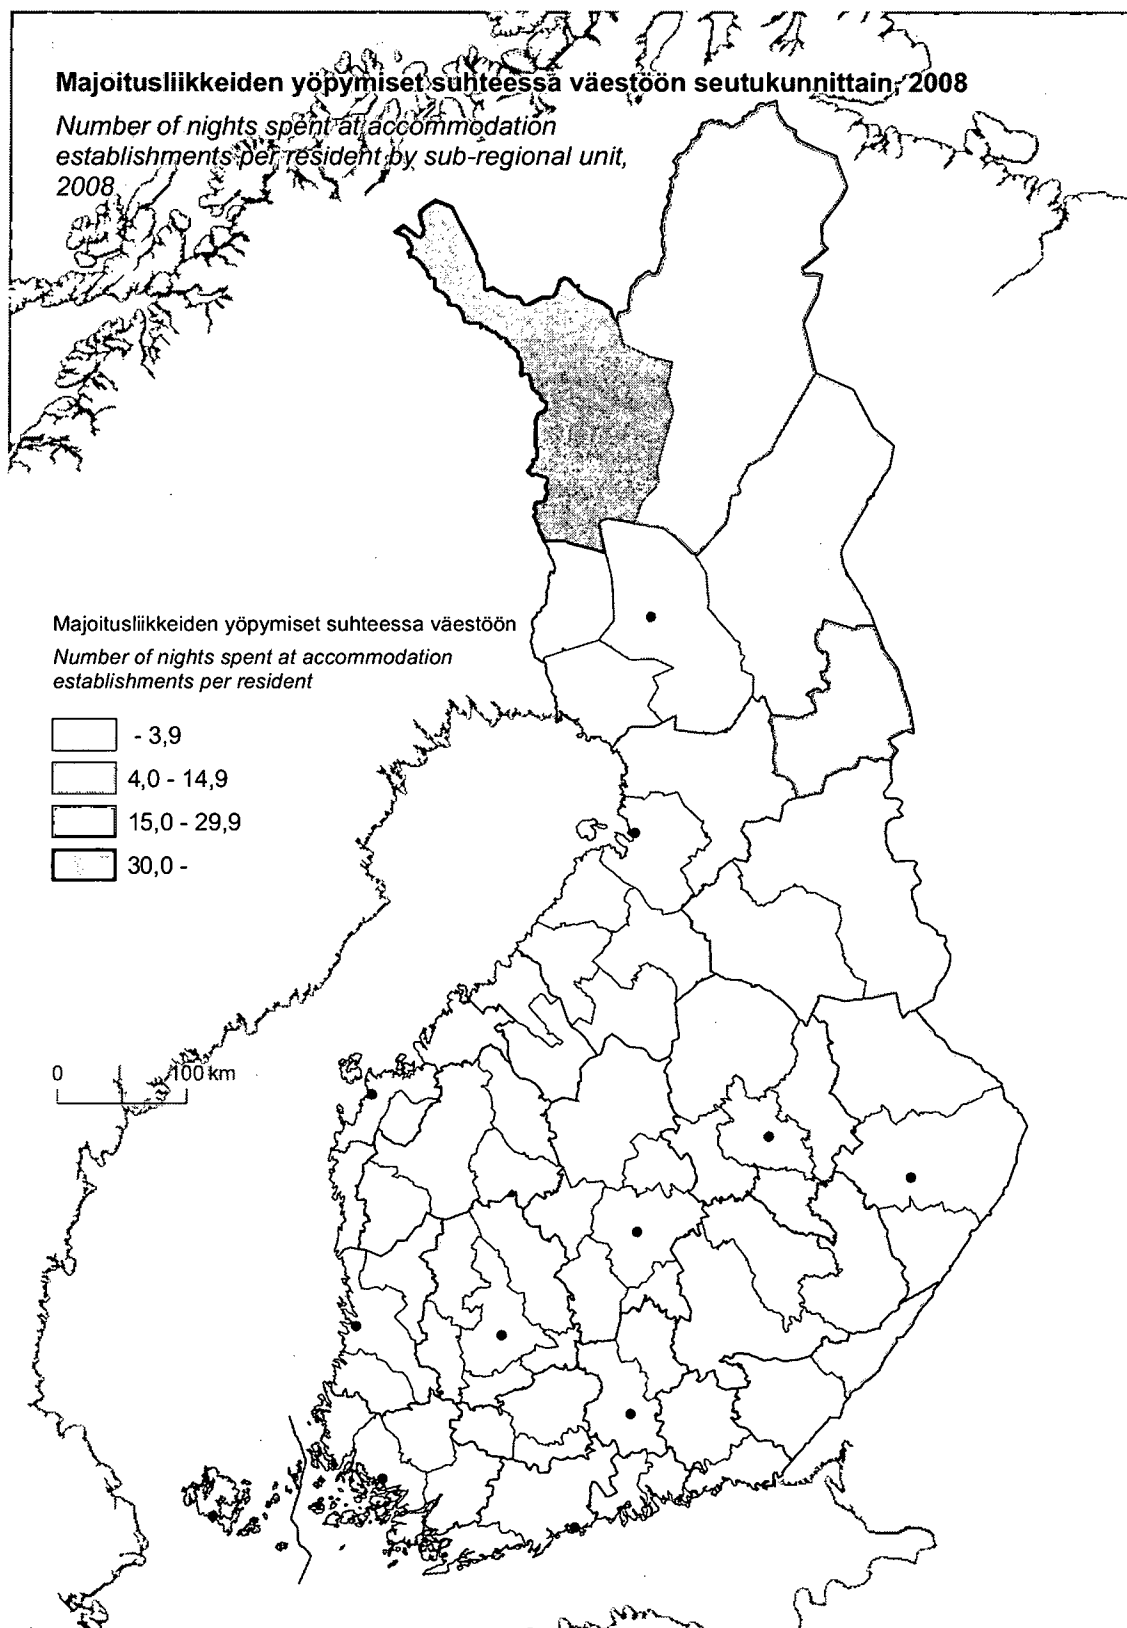 Majoitusliikkeiden yöpymiset suhteessa väestöön seutukunnittain, 2008
Number of nights spent at accommodation
establishments per resident by sub-regional unit,
2008
Majoitusliikkeiden yöpymiset suhteessa väestöön
Number of nights spent at accommodation
establishments per resident
- 3,9
4,0 - 14,9
15,0 - 29,9
30,0 -
0 100 km